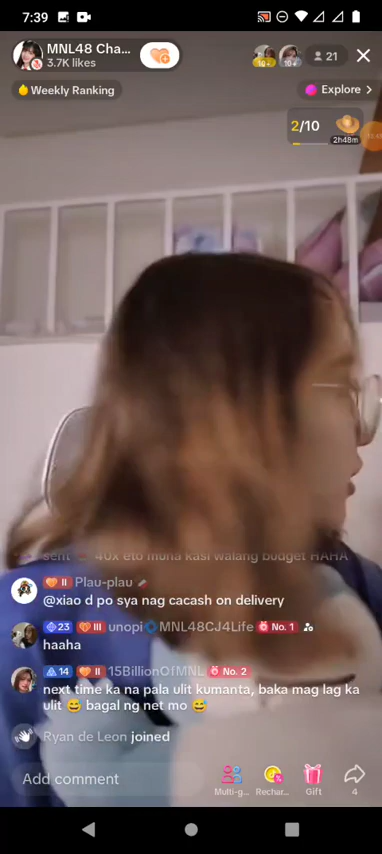 7:39
MNL48 Cha...
3.7K likes
21
Weekly Ranking
Explore
2/10
2h48m
sent 40x eto muna kasi walang budget HAHA
II Plau-plau
@xiao d po sya nag cacash on delivery
23 III unopi MNL48CJ4Life No. 1
haaha
14 II 15BillionOfMNL No. 2
next time ka na pala ulit kumanta, baka mag lag ka
ulit 😅 bagal ng net mo 😅
Ryan de Leon joined
Add comment
Multi-g...
Rechar...
Gift
4